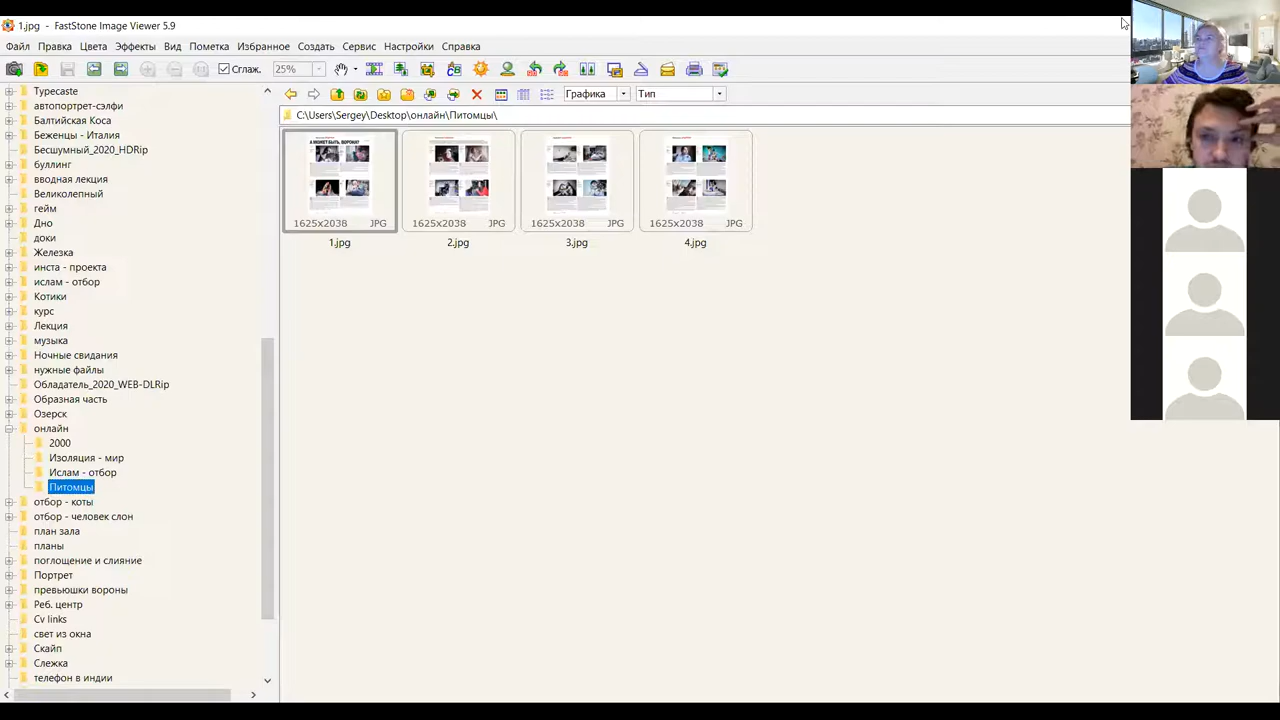 1.jpg - FastStone Image Viewer 5.9
Файл Правка Цвета Эффекты Вид Пометка Избранное Создать Сервис Настройки Справка
Сглаж. 25%
Графика Тип
C:\Users\Sergey\Desktop\онлайн\Питомцы\
Typecaste
автопортрет-сэлфи
Балтийская Коса
Беженцы - Италия
Бесшумный_2020_HDRip
буллинг
вводная лекция
Великолепный
гейм
Дно
доки
Железка
инста - проекта
ислам - отбор
Котики
курс
Лекция
музыка
Ночные свидания
нужные файлы
Обладатель_2020_WEB-DLRip
Образная часть
Озерск
онлайн
2000
Изоляция - мир
Ислам - отбор
Питомцы
отбор - коты
отбор - человек слон
план зала
планы
поглощение и слияние
Портрет
превьюшки вороны
Реб. центр
Cv links
свет из окна
Скайп
Слежка
телефон в индии
А МОЖЕТ БЫТЬ, ВОРОНА?
1625x2038 JPG
1.jpg
1625x2038 JPG
2.jpg
1625x2038 JPG
3.jpg
1625x2038 JPG
4.jpg